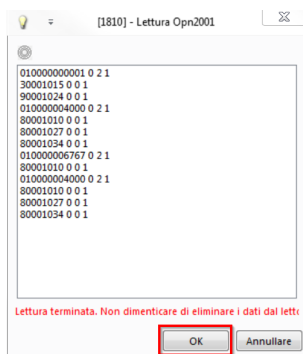 [1810] - Lettura Opn2001
010000000001 0 2 1
30001015 0 0 1
90001024 0 0 1
010000004000 0 2 1
80001010 0 0 1
80001027 0 0 1
80001034 0 0 1
010000006767 0 2 1
80001010 0 0 1
010000004000 0 2 1
80001010 0 0 1
80001027 0 0 1
80001034 0 0 1
Lettura terminata. Non dimenticare di eliminare i dati dal letto
OK Annullare